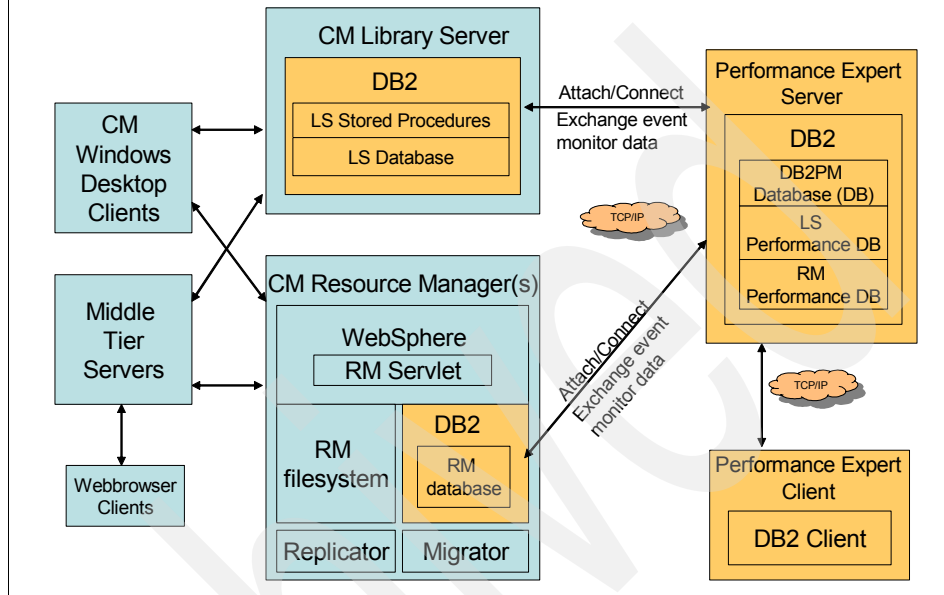 CM Library Server
DB2
LS Stored Procedures
LS Database
CM
Windows
Desktop
Clients
Middle
Tier
Servers
Webbrowser
Clients
CM Resource Manager(s)
WebSphere
RM Servlet
RM
filesystem
DB2
RM
database
Replicator
Migrator
Attach/Connect
Exchange event
monitor data
TCP/IP
Attach/Connect
Exchange event
monitor data
Performance Expert
Server
DB2
DB2PM
Database (DB)
LS
Performance DB
RM
Performance DB
TCP/IP
Performance Expert
Client
DB2 Client